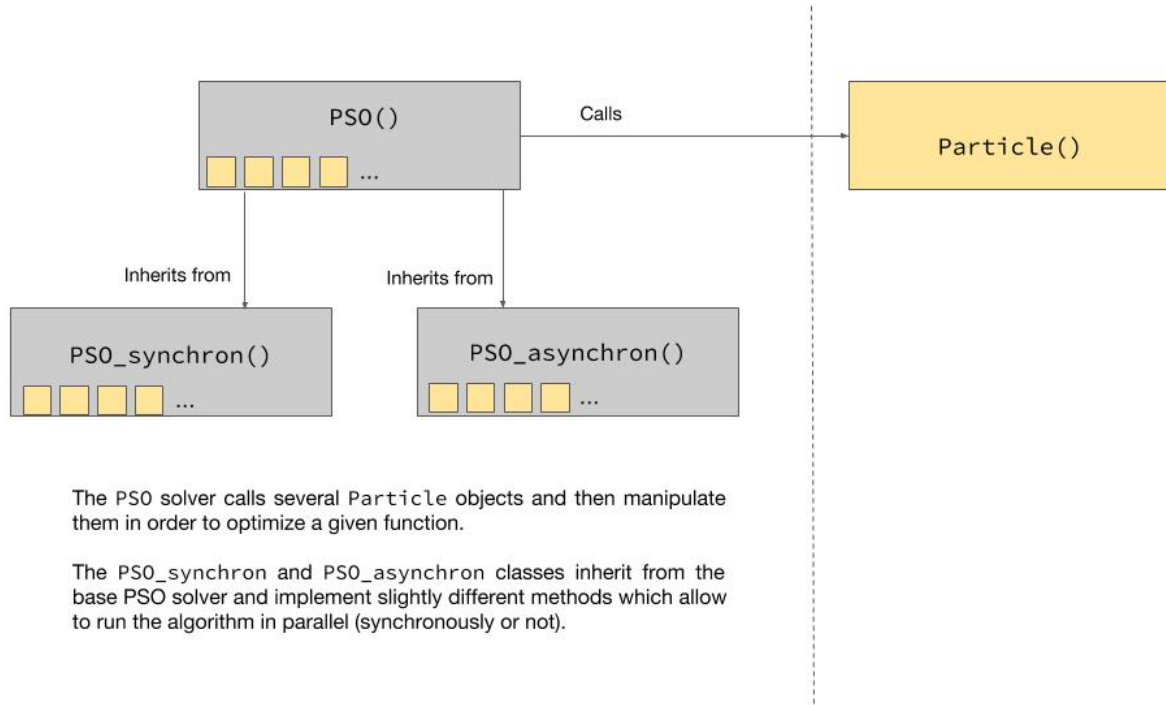 PSO()
...
Calls
Particle()
Inherits from
Inherits from
PSO_synchron()
...
PSO_asynchron()
...
The PSO solver calls several Particle objects and then manipulate
them in order to optimize a given function.
The PSO_synchron and PSO_asynchron classes inherit from the
base PSO solver and implement slightly different methods which allow
to run the algorithm in parallel (synchronously or not).